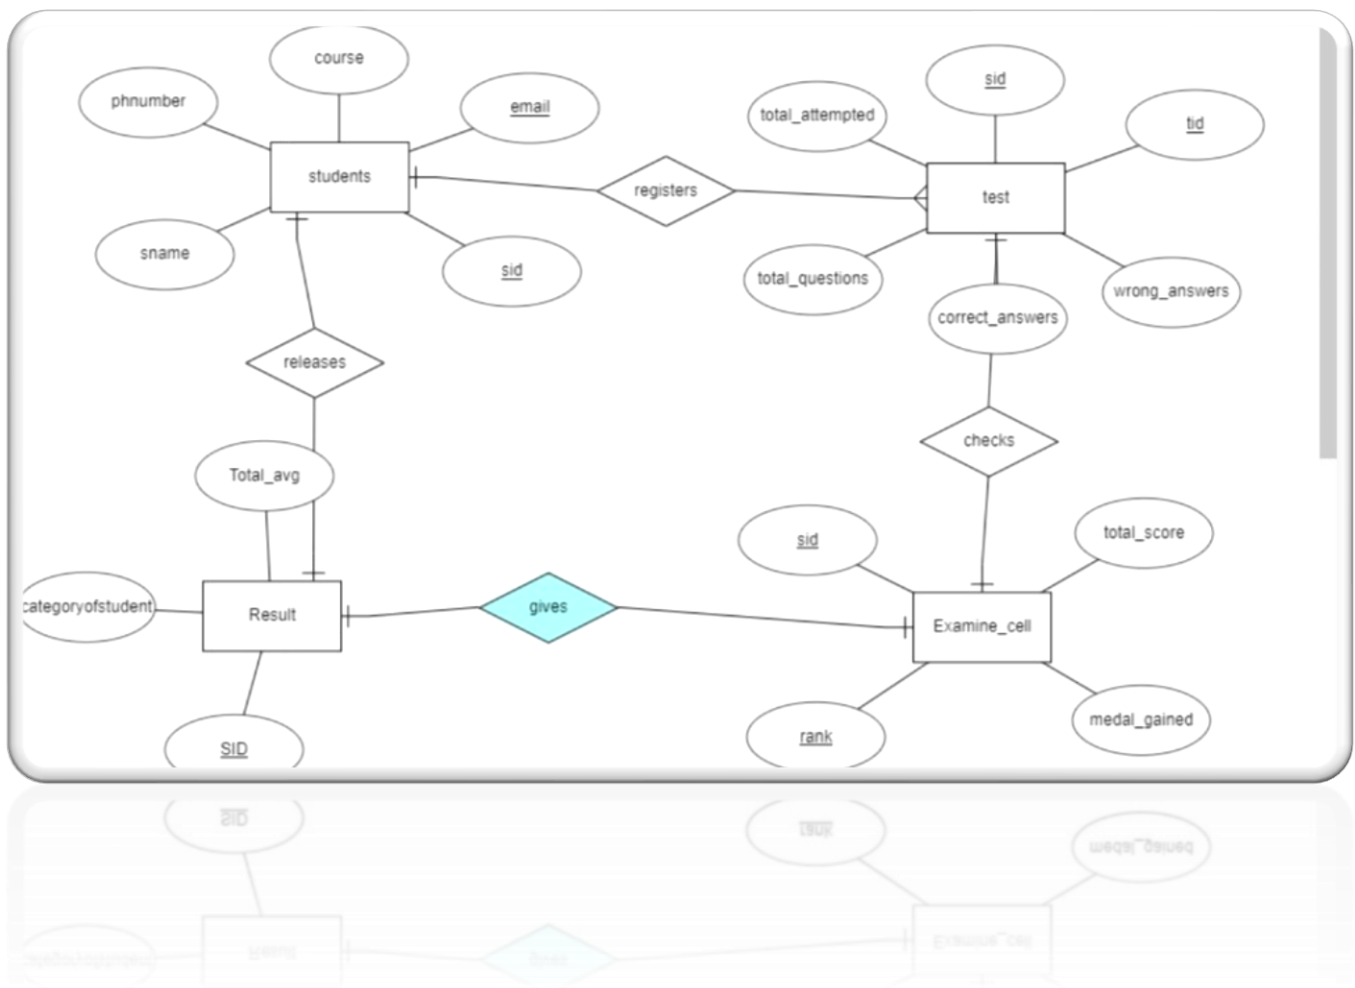 course
phnumber
email
students
sname
sid
registers
sid
total_attempted
tid
test
total_questions
wrong_answers
correct_answers
releases
checks
Total_avg
categoryofstudent
Result
SID
gives
sid
total_score
Examine_cell
rank
medal_gained